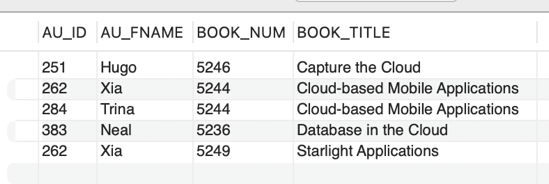 AU_ID AU_FNAME BOOK_NUM BOOK_TITLE
251 Hugo 5246 Capture the Cloud
262 Xia 5244 Cloud-based Mobile Applications
284 Trina 5244 Cloud-based Mobile Applications
383 Neal 5236 Database in the Cloud
262 Xia 5249 Starlight Applications